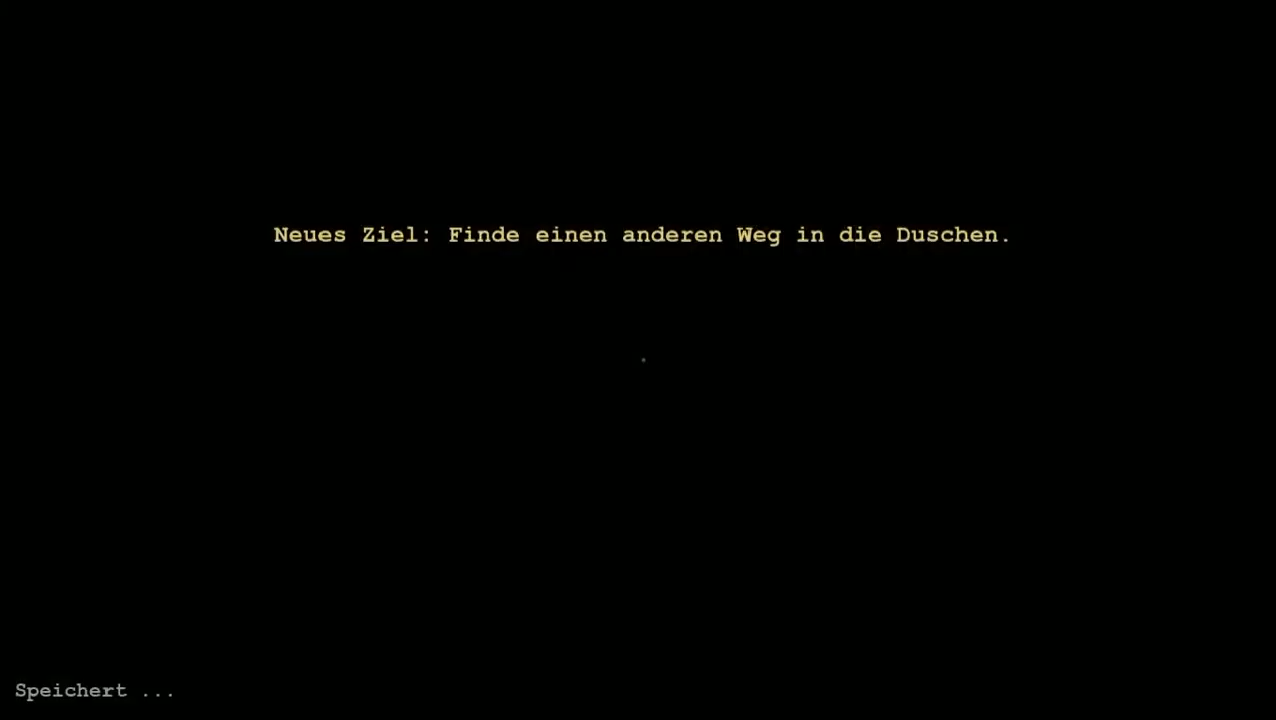 Neues Ziel: Finde einen anderen Weg in die Duschen.
Speichert ...